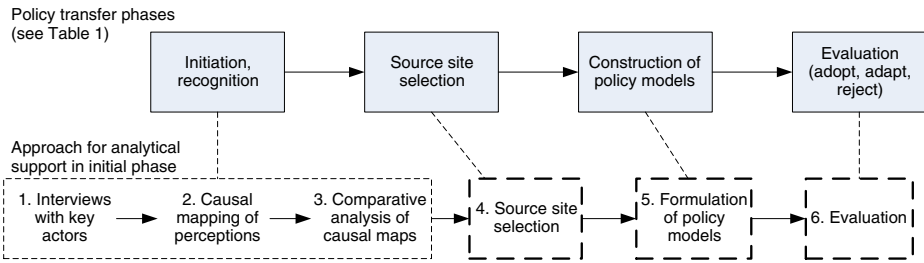 Policy transfer phases
(see Table 1)
Initiation,
recognition
Source site
selection
Construction of
policy models
Evaluation
(adopt, adapt,
reject)
Approach for analytical
support in initial phase
1. Interviews
with key
actors
2. Causal
mapping of
perceptions
3. Comparative
analysis of
causal maps
4. Source site
selection
5. Formulation
of policy
models
6. Evaluation